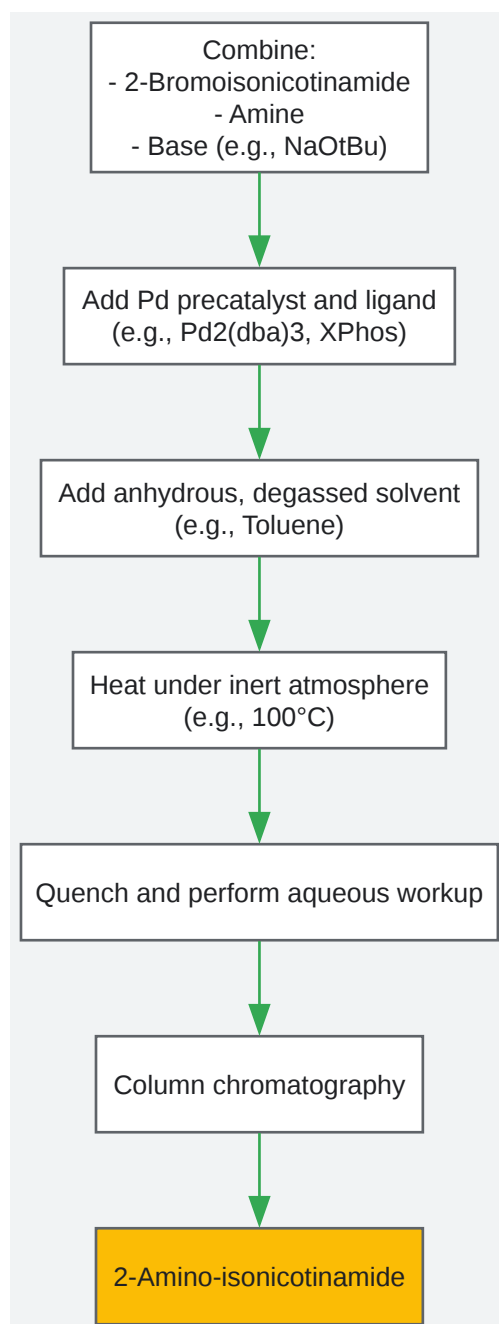 Combine:
- 2-Bromoisonicotinamide
- Amine
- Base (e.g., NaOtBu)
Add Pd precatalyst and ligand
(e.g., Pd2(dba)3, XPhos)
Add anhydrous, degassed solvent
(e.g., Toluene)
Heat under inert atmosphere
(e.g., 100°C)
Quench and perform aqueous workup
Column chromatography
2-Amino-isonicotinamide